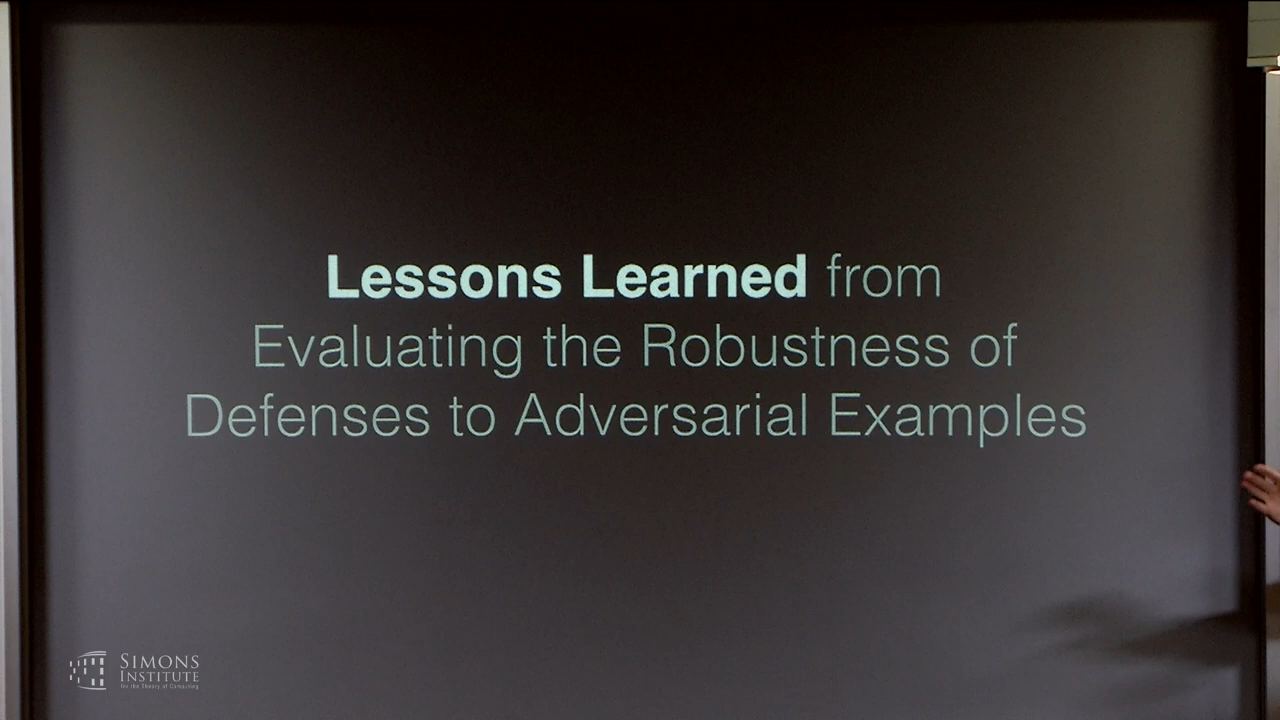 Lessons Learned from
Evaluating the Robustness of
Defenses to Adversarial Examples
SIMONS
INSTITUTE
for the Theory of Computing